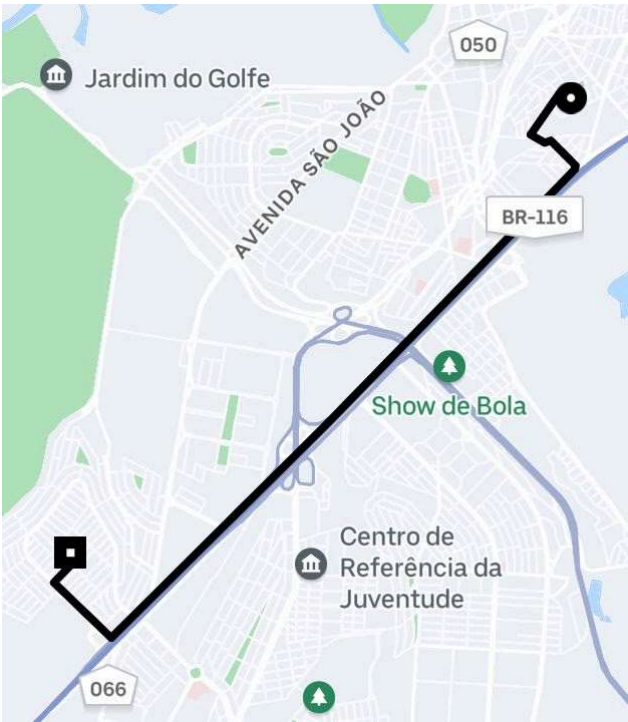 050
Jardim do Golfe
AVENIDA SÃO JOÃO
BR-116
Show de Bola
Centro de
Referência da
Juventude
066